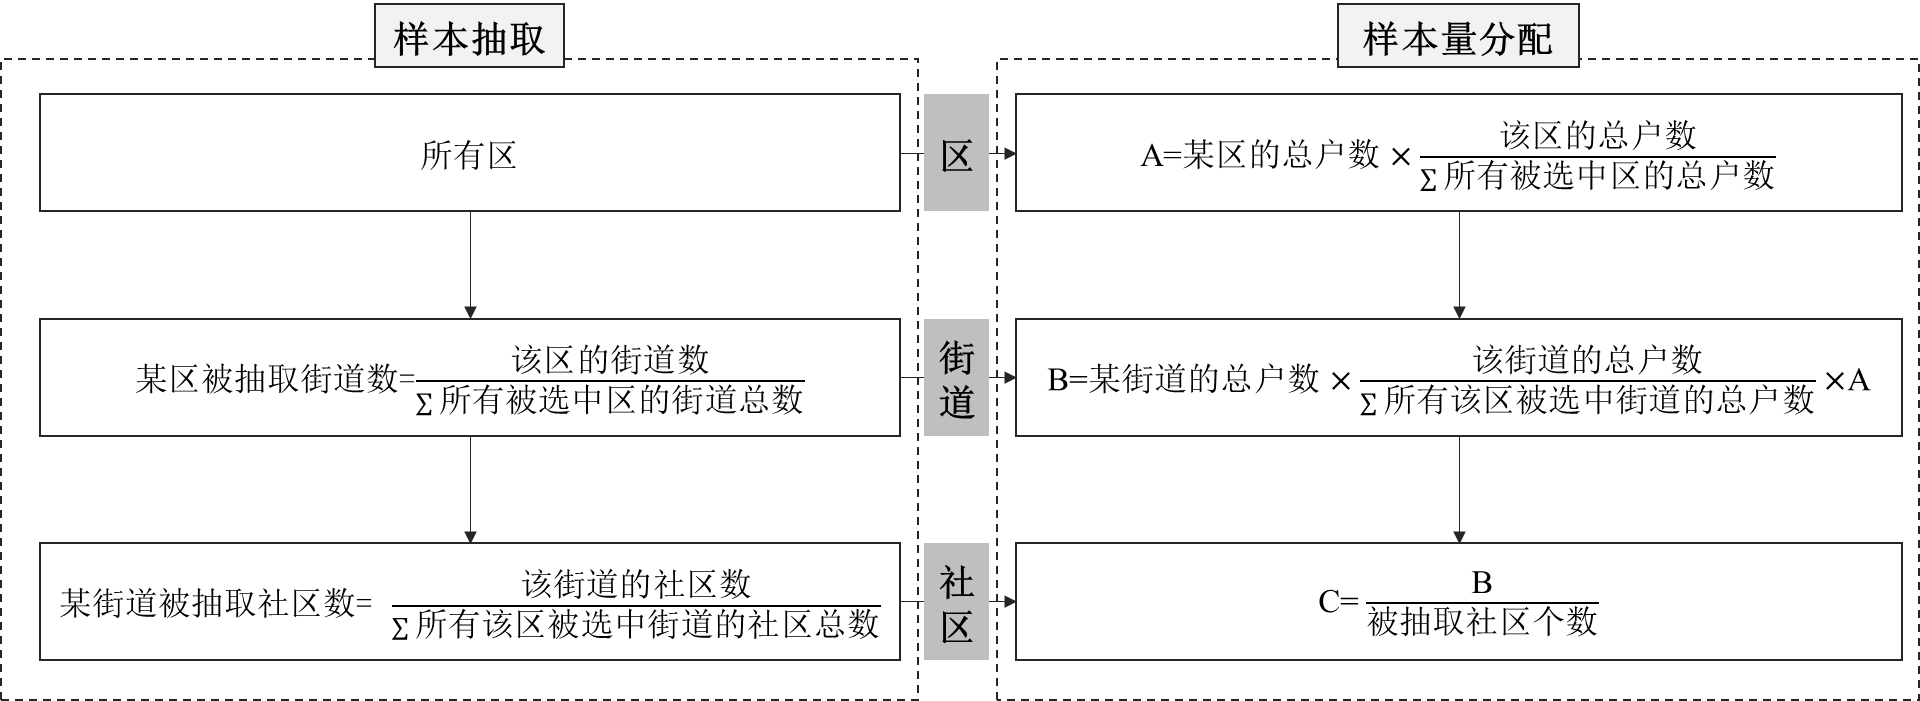 样本抽取
样本量分配
所有区
区
A=某区的总户数 × 该区的总户数
∑所有被选中区的总户数
某区被抽取街道数= 该区的街道数
∑所有被选中区的街道总数
街道
B=某街道的总户数 × 该街道的总户数 ×A
∑所有该区被选中街道的总户数
某街道被抽取社区数= 该街道的社区数
∑所有该区被选中街道的社区总数
社区
C= B
被抽取社区个数